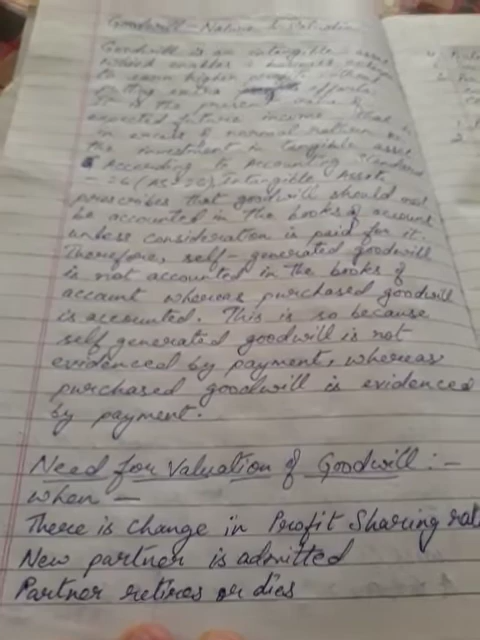 Goodwill - Nature & Valuation
Goodwill is an intangible asset
which enables a business
to earn higher profits without
putting extra efforts.
It is the present value of
expected future income that is
in excess of normal return on
the investment in tangible asset
According to Accounting Standard
- 26 (AS-26) Intangible Assets
prescribes that goodwill should not
be accounted in the books of account
unless consideration is paid for it.
Therefore, self-generated goodwill
is not accounted in the books of
account whereas purchased goodwill
is accounted. This is so because
self generated goodwill is not
evidenced by payment, whereas
purchased goodwill is evidenced
by payment.
Need for Valuation of Goodwill :-
when -
There is change in Profit Sharing
New partner is admitted
Partner retires or dies